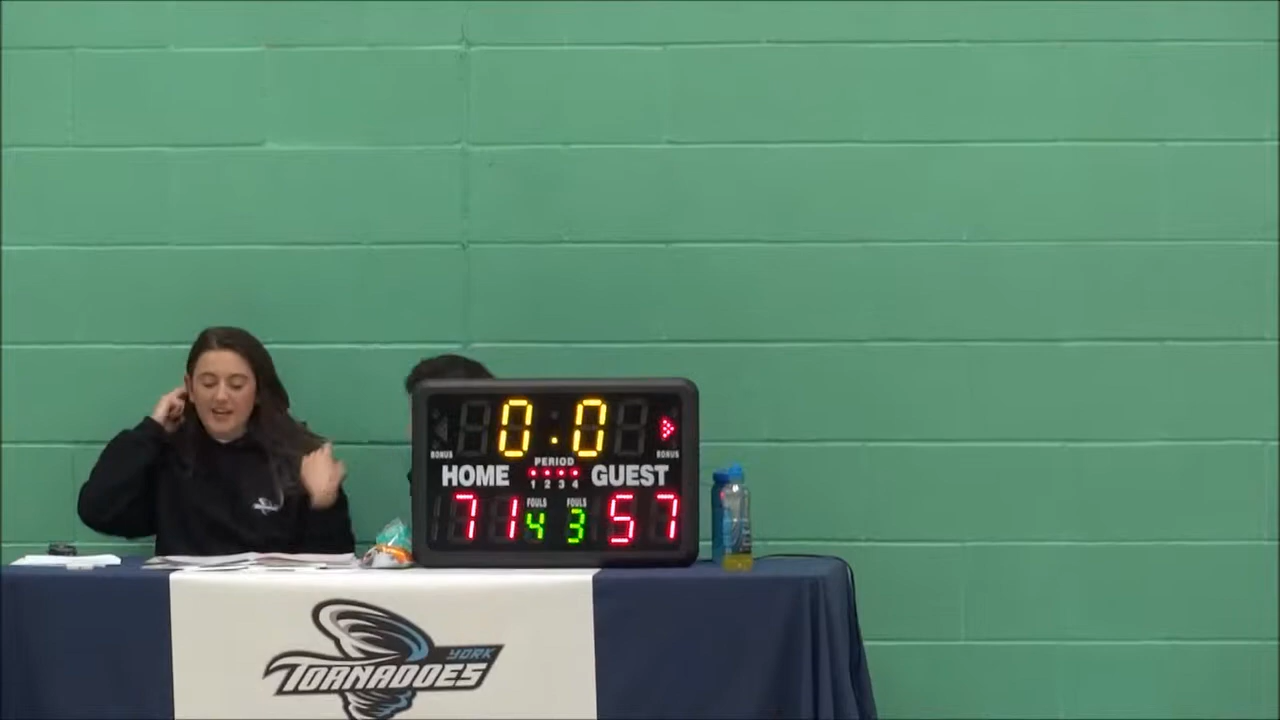 0.0
BONUS BONUS
PERIOD
HOME GUEST
1 2 3 4
FOULS FOULS
71 4 3 57
YORK
TORNADOES